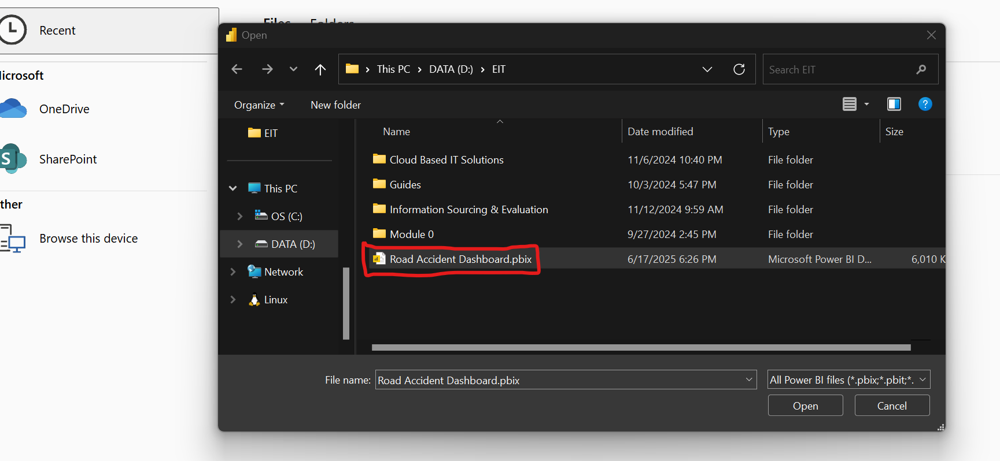 Recent
Files Folders
Microsoft
OneDrive
SharePoint
Other
Browse this device
Open
This PC > DATA (D:) > EIT
Search EIT
Organize New folder
?
EIT
This PC
OS (C:)
DATA (D:)
Network
Linux
Name Date modified Type Size
Cloud Based IT Solutions 11/6/2024 10:40 PM File folder
Guides 10/3/2024 5:47 PM File folder
Information Sourcing & Evaluation 11/12/2024 9:59 AM File folder
Module 0 9/27/2024 2:45 PM File folder
Road Accident Dashboard.pbix 6/17/2025 6:26 PM Microsoft Power BI D... 6,010 K
File name: Road Accident Dashboard.pbix All Power BI files (*.pbix;*.pbit;*.
Open Cancel